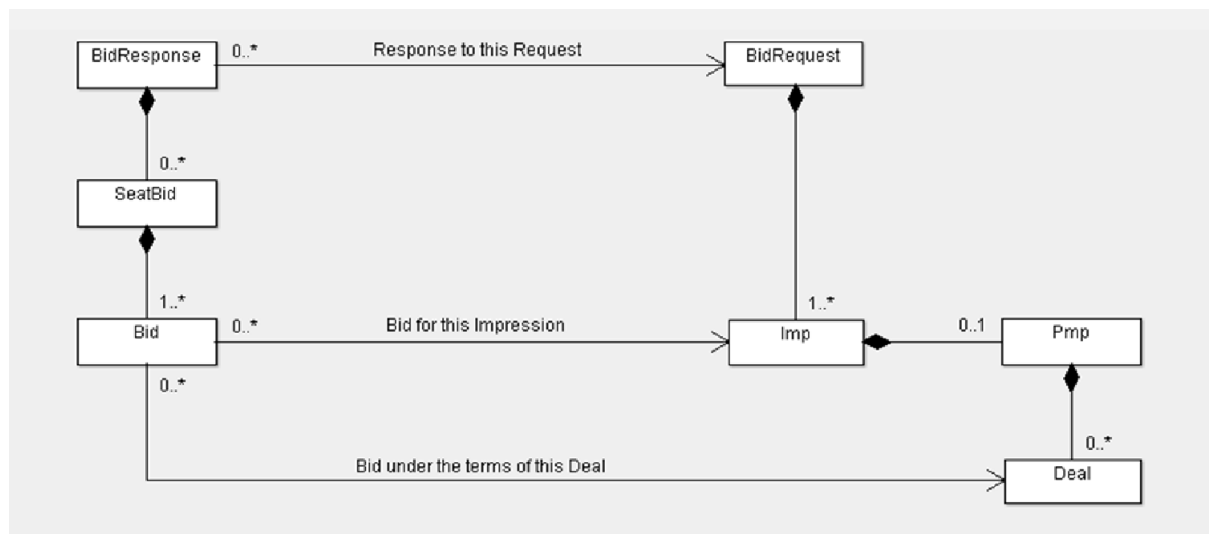 BidResponse
0..*
Response to this Request
BidRequest
0..*
SeatBid
1..*
1..*
Bid
0..*
Bid for this Impression
Imp
0..1
Pmp
0..*
0..*
Bid under the terms of this Deal
Deal